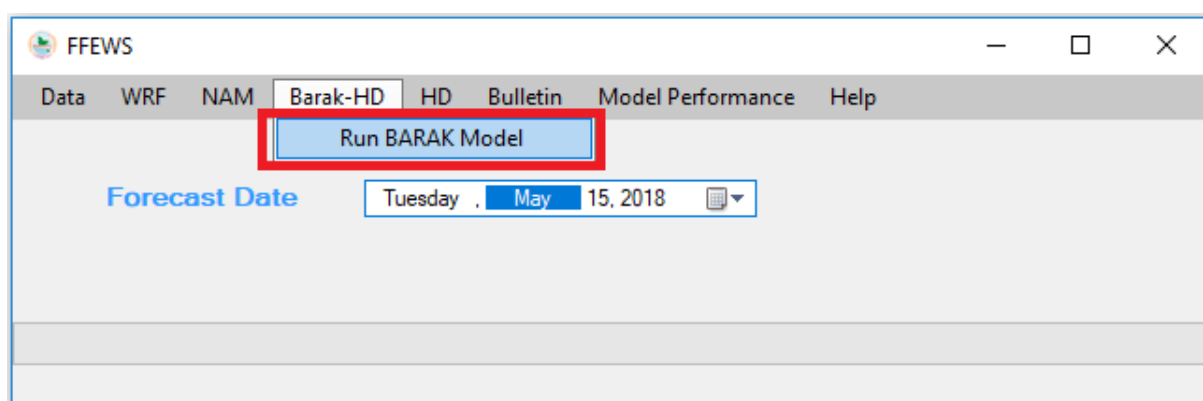 FFEWS
Data WRF NAM Barak-HD HD Bulletin Model Performance Help
Run BARAK Model
Forecast Date Tuesday , May 15, 2018